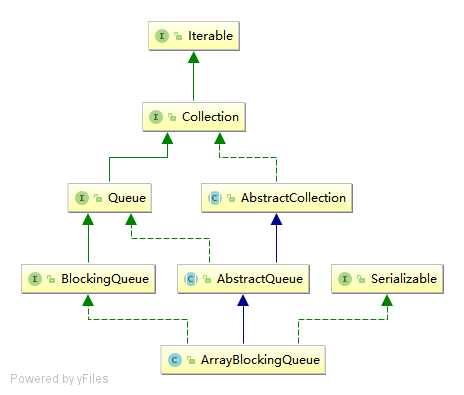 I Iterable
I Collection
I Queue
C AbstractCollection
I BlockingQueue
C AbstractQueue
I Serializable
C ArrayBlockingQueue
Powered by yFiles